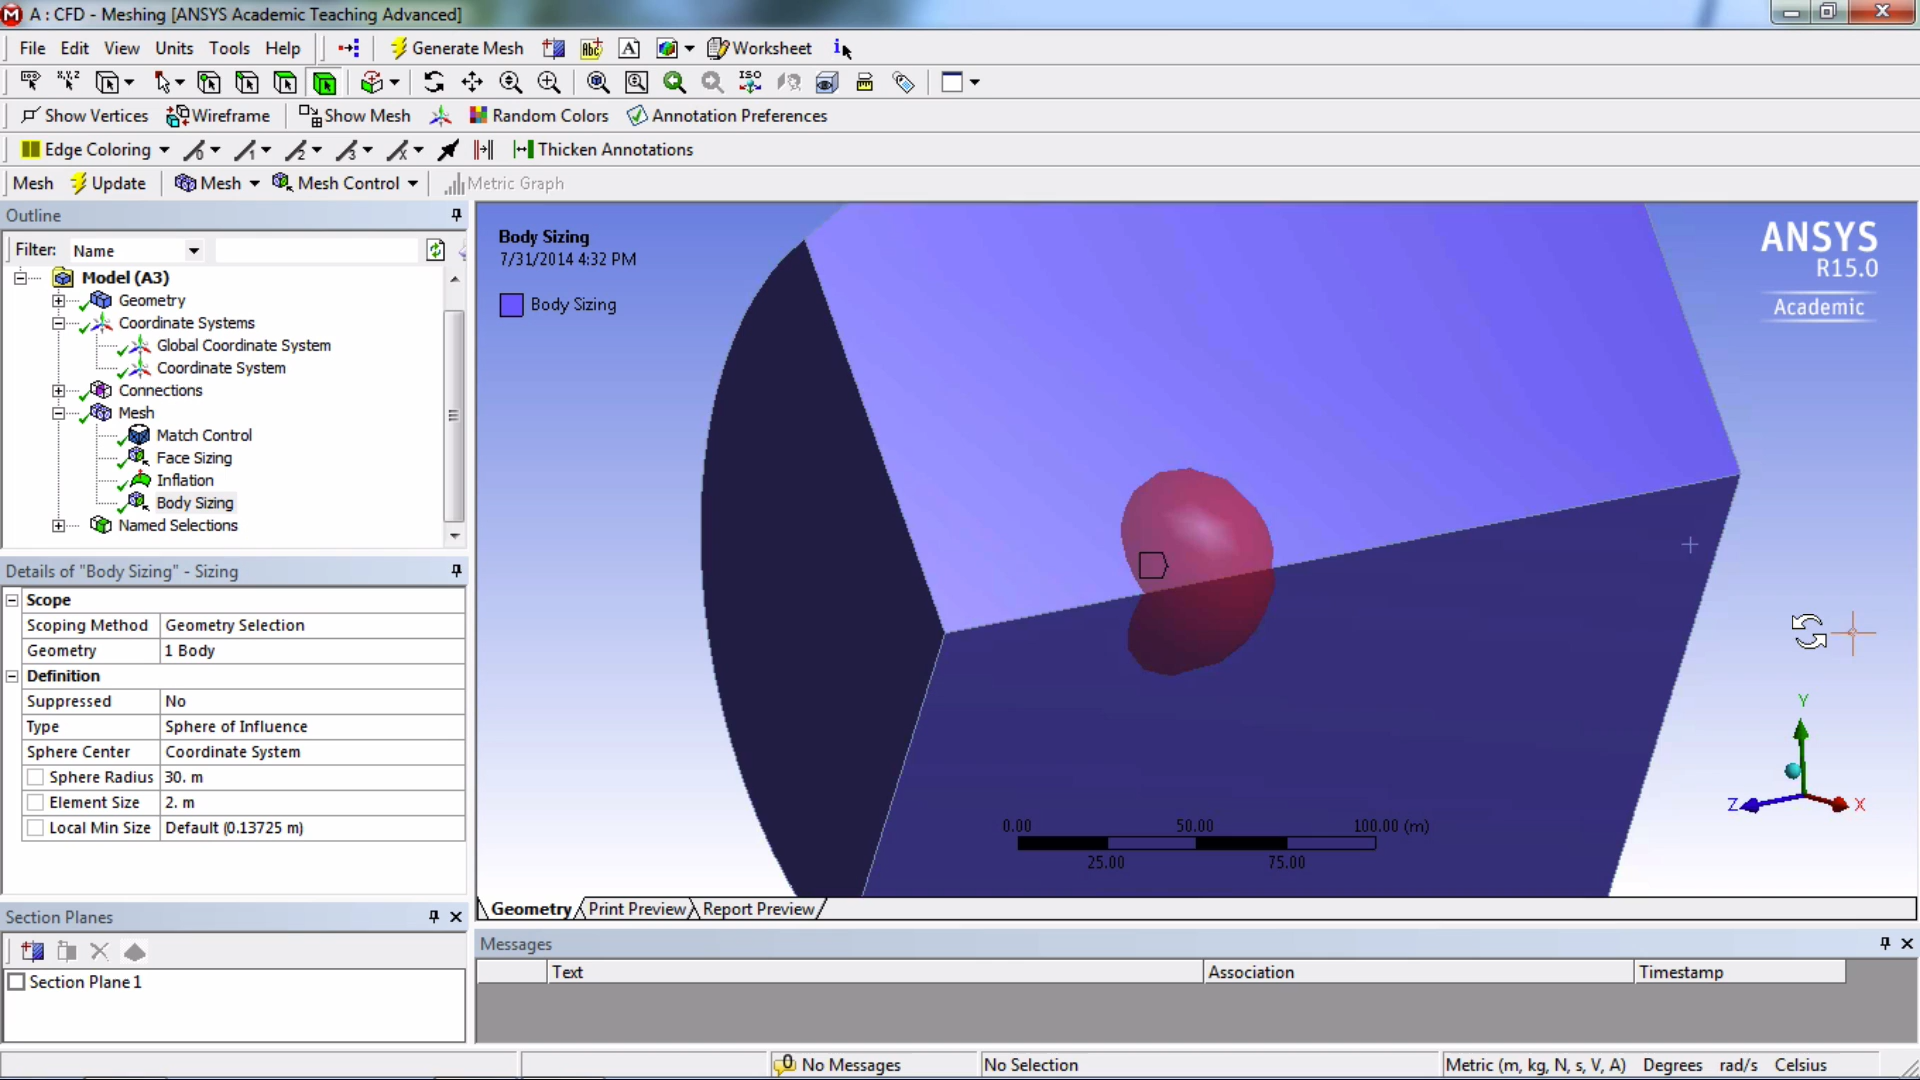 A : CFD - Meshing [ANSYS Academic Teaching Advanced]
File Edit View Units Tools Help Generate Mesh Worksheet
Show Vertices Wireframe Show Mesh Random Colors Annotation Preferences
Edge Coloring Thicken Annotations
Mesh Update Mesh Mesh Control Metric Graph
Outline
Filter: Name
Model (A3)
Geometry
Coordinate Systems
Global Coordinate System
Coordinate System
Connections
Mesh
Match Control
Face Sizing
Inflation
Body Sizing
Named Selections
Details of "Body Sizing" - Sizing
Scope
Scoping Method Geometry Selection
Geometry 1 Body
Definition
Suppressed No
Type Sphere of Influence
Sphere Center Coordinate System
Sphere Radius 30. m
Element Size 2. m
Local Min Size Default (0.13725 m)
Section Planes
Section Plane 1
Body Sizing
7/31/2014 4:32 PM
Body Sizing
ANSYS
R15.0
Academic
Y
Z X
0.00 50.00 100.00 (m)
25.00 75.00
Geometry Print Preview Report Preview
Messages
Text Association Timestamp
0 No Messages No Selection Metric (m, kg, N, s, V, A) Degrees rad/s Celsius